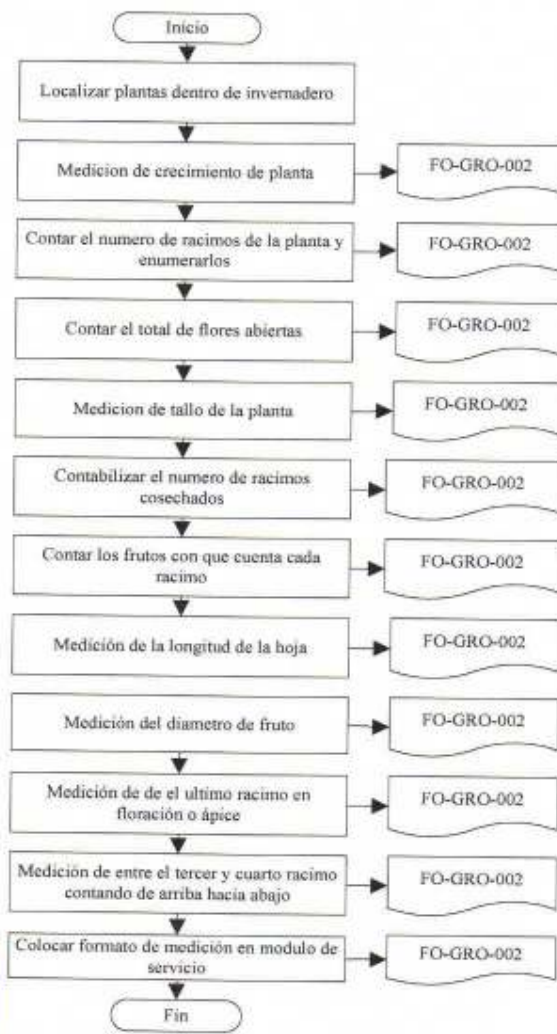 Inicio
Localizar plantas dentro de invernadero
Medicion de crecimiento de planta
FO-GRO-002
Contar el numero de racimos de la planta y
enumerarlos
FO-GRO-002
Contar el total de flores abiertas
FO-GRO-002
Medicion de tallo de la planta
FO-GRO-002
Contabilizar el numero de racimos
cosechados
FO-GRO-002
Contar los frutos con que cuenta cada
racimo
FO-GRO-002
Medición de la longitud de la hoja
FO-GRO-002
Medición del diametro de fruto
FO-GRO-002
Medición de de el ultimo racimo en
floración o ápice
FO-GRO-002
Medición de entre el tercer y cuarto racimo
contando de arriba hacia abajo
FO-GRO-002
Colocar formato de medición en modulo de
servicio
FO-GRO-002
Fin